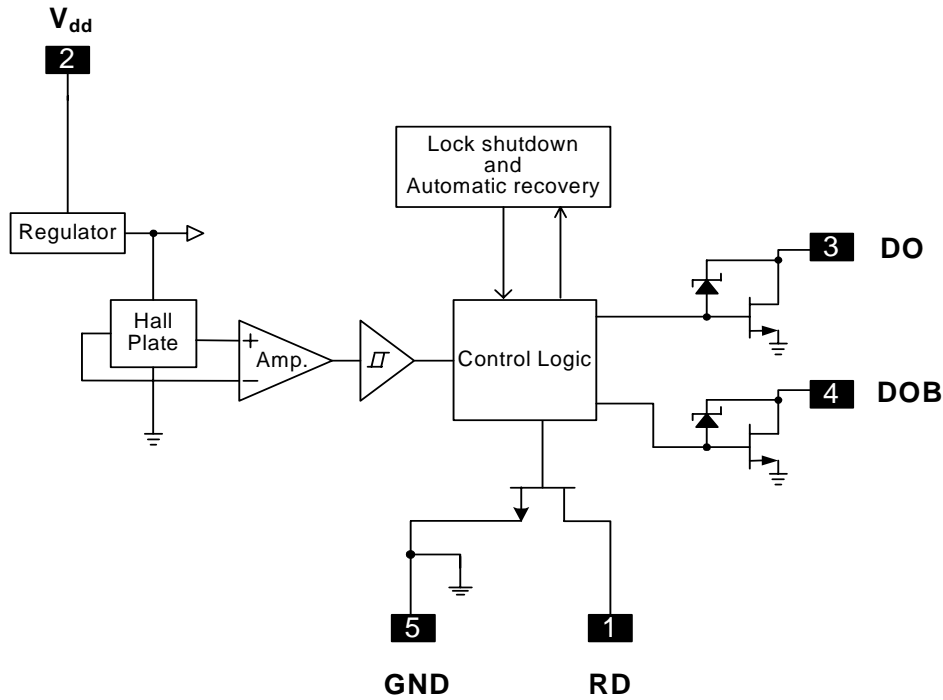 Vdd
2
Lock shutdown
and
Automatic recovery
Regulator
3 DO
Hall
Plate
+
Amp.
−
Control Logic
4 DOB
5
1
GND
RD